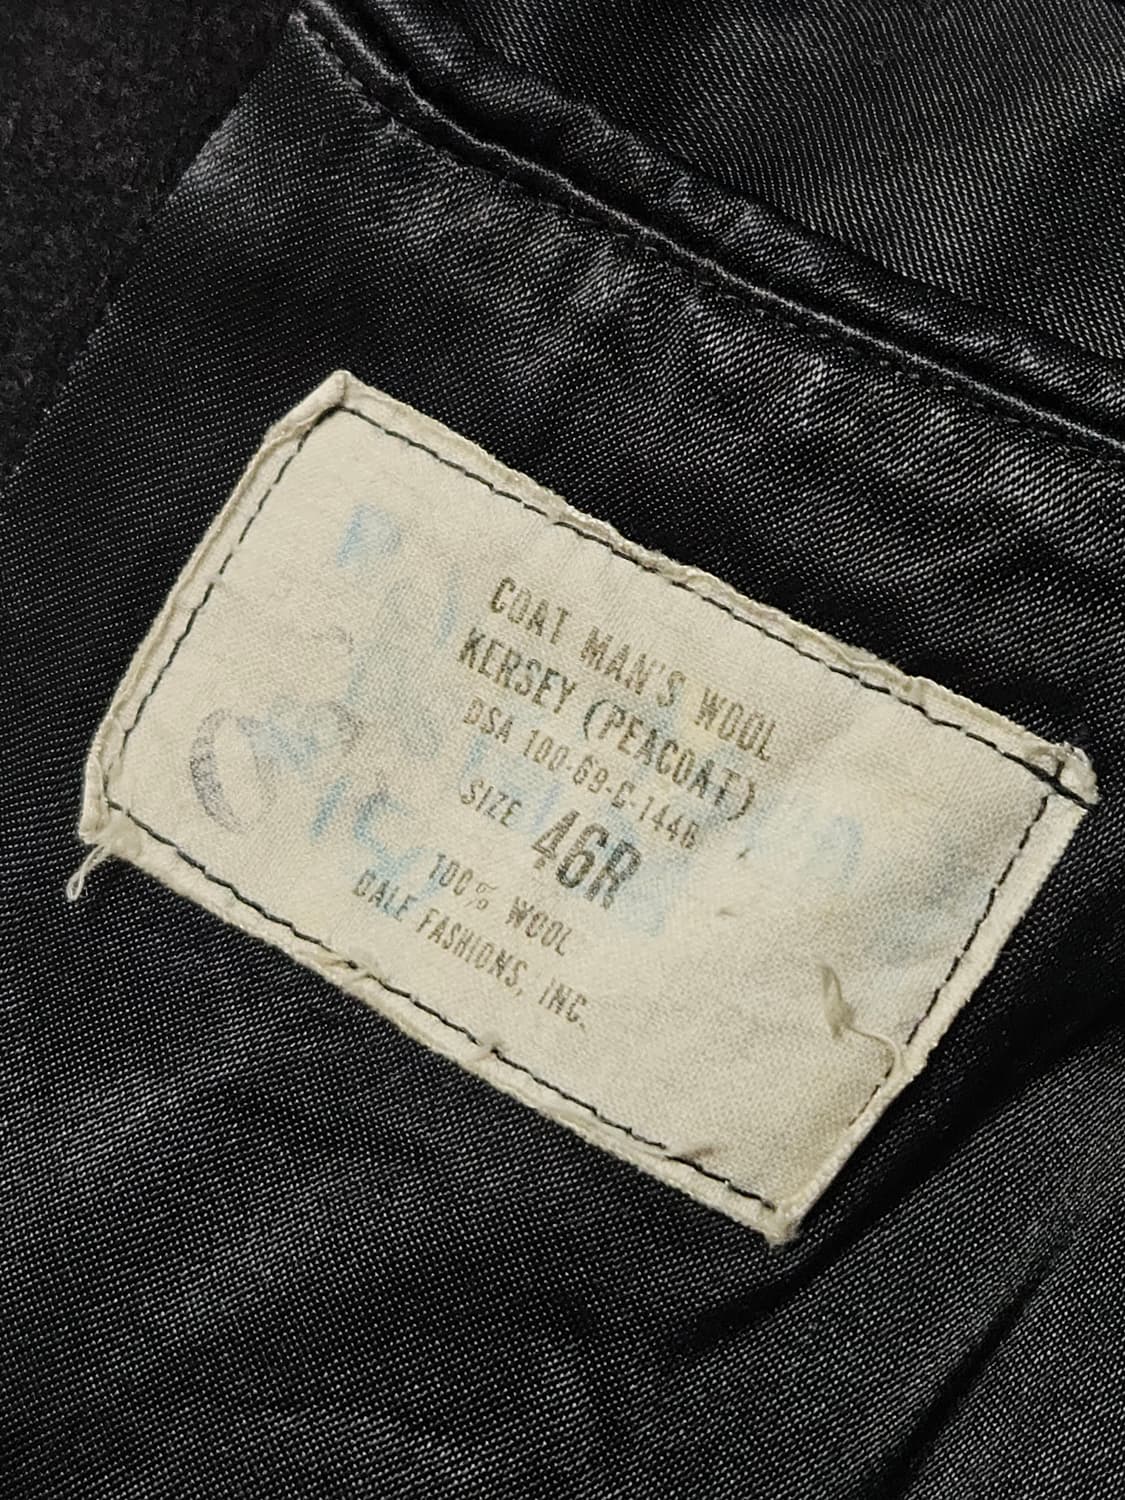 COAT MAN'S WOOL
KERSEY (PEACOAT)
DSA 100-69-C-1446
SIZE 46R
100% WOOL
DALE FASHIONS, INC.